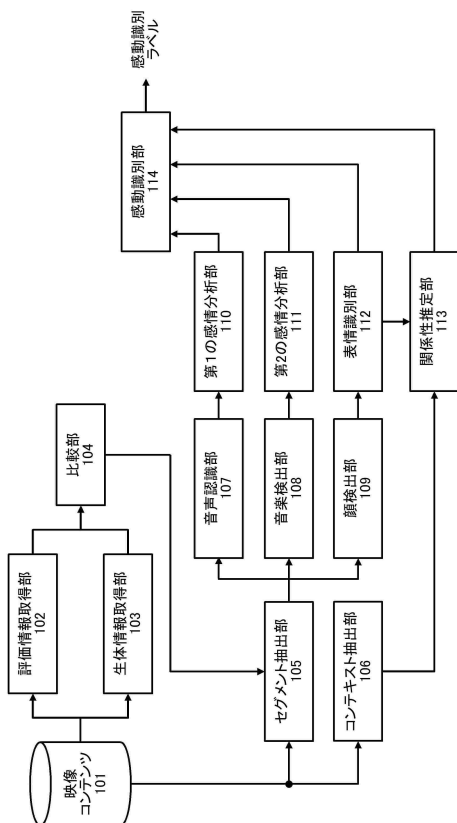 映像
コンテンツ
101
評価情報取得部
102
生体情報取得部
103
比較部
104
セグメント抽出部
105
コンテキスト抽出部
106
音声認識部
107
音楽検出部
108
顔検出部
109
第1の感情分析部
110
第2の感情分析部
111
表情識別部
112
関係性推定部
113
感動識別部
114
感動識別
ラベル